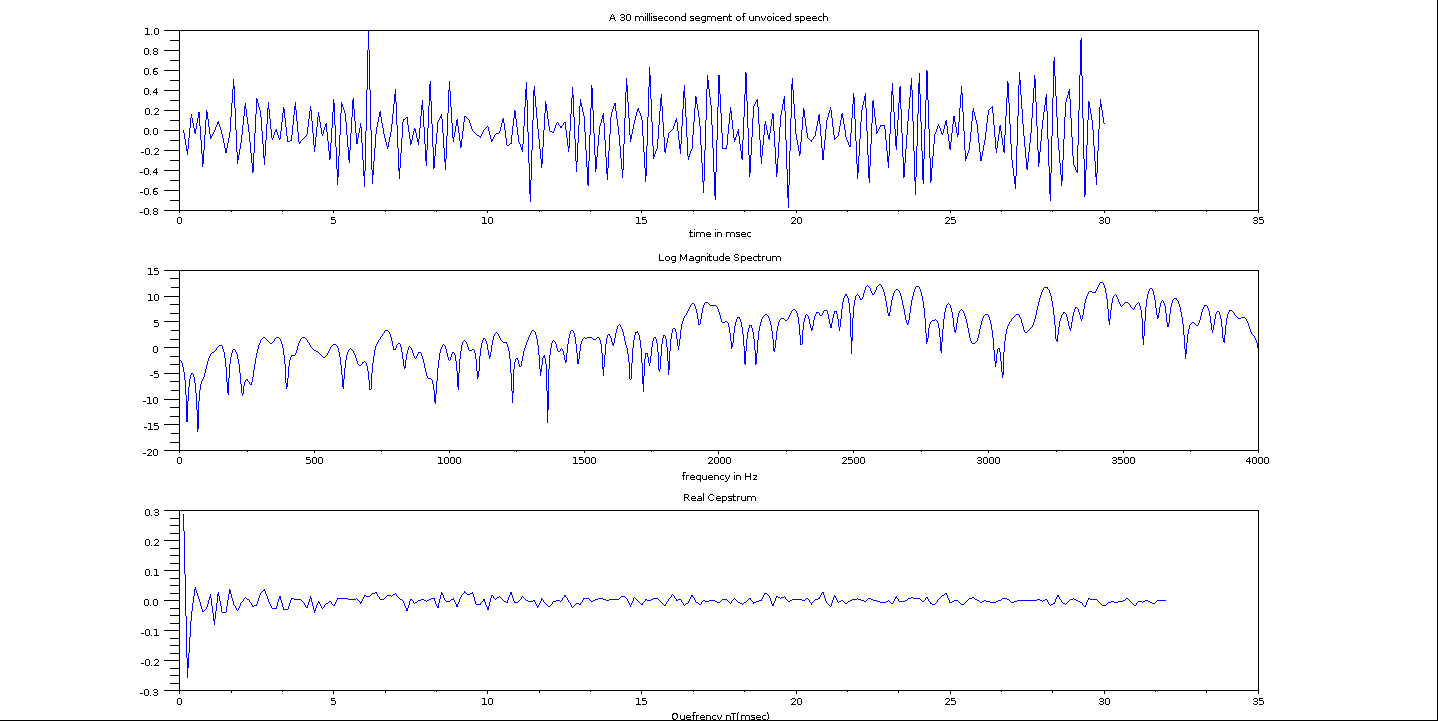 A 30 millisecond segment of unvoiced speech
1.0
0.8
0.6
0.4
0.2
0.0
-0.2
-0.4
-0.6
-0.8
0 5 10 15 20 25 30 35
time in msec
Log Magnitude Spectrum
15
10
5
0
-5
-10
-15
-20
0 500 1000 1500 2000 2500 3000 3500 4000
frequency in Hz
Real Cepstrum
0.3
0.2
0.1
0.0
-0.1
-0.2
-0.3
0 5 10 15 20 25 30 35
Quefrency nT(msec)